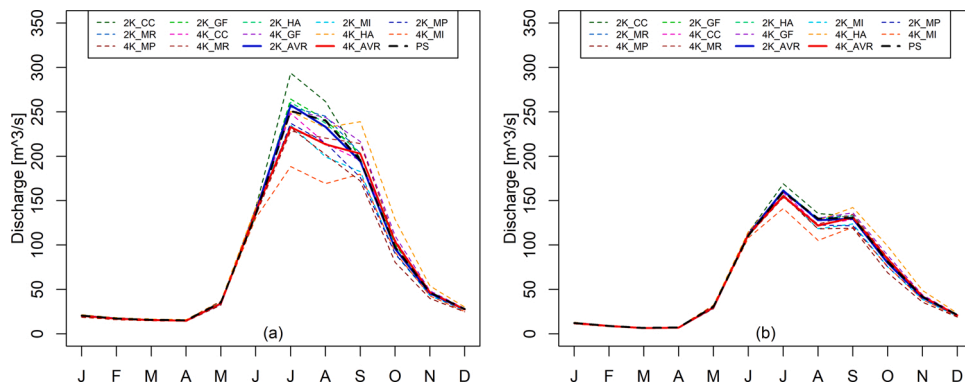 2K_CC 2K_GF 2K_HA 2K_MI 2K_MP
2K_MR 4K_CC 4K_GF 4K_HA 4K_MI
4K_MP 4K_MR 2K_AVR 4K_AVR PS
Discharge [m^3/s]
350
300
250
200
150
100
50
0
(a)
J F M A M J J A S O N D
2K_CC 2K_GF 2K_HA 2K_MI 2K_MP
2K_MR 4K_CC 4K_GF 4K_HA 4K_MI
4K_MP 4K_MR 2K_AVR 4K_AVR PS
Discharge [m^3/s]
350
300
250
200
150
100
50
0
(b)
J F M A M J J A S O N D